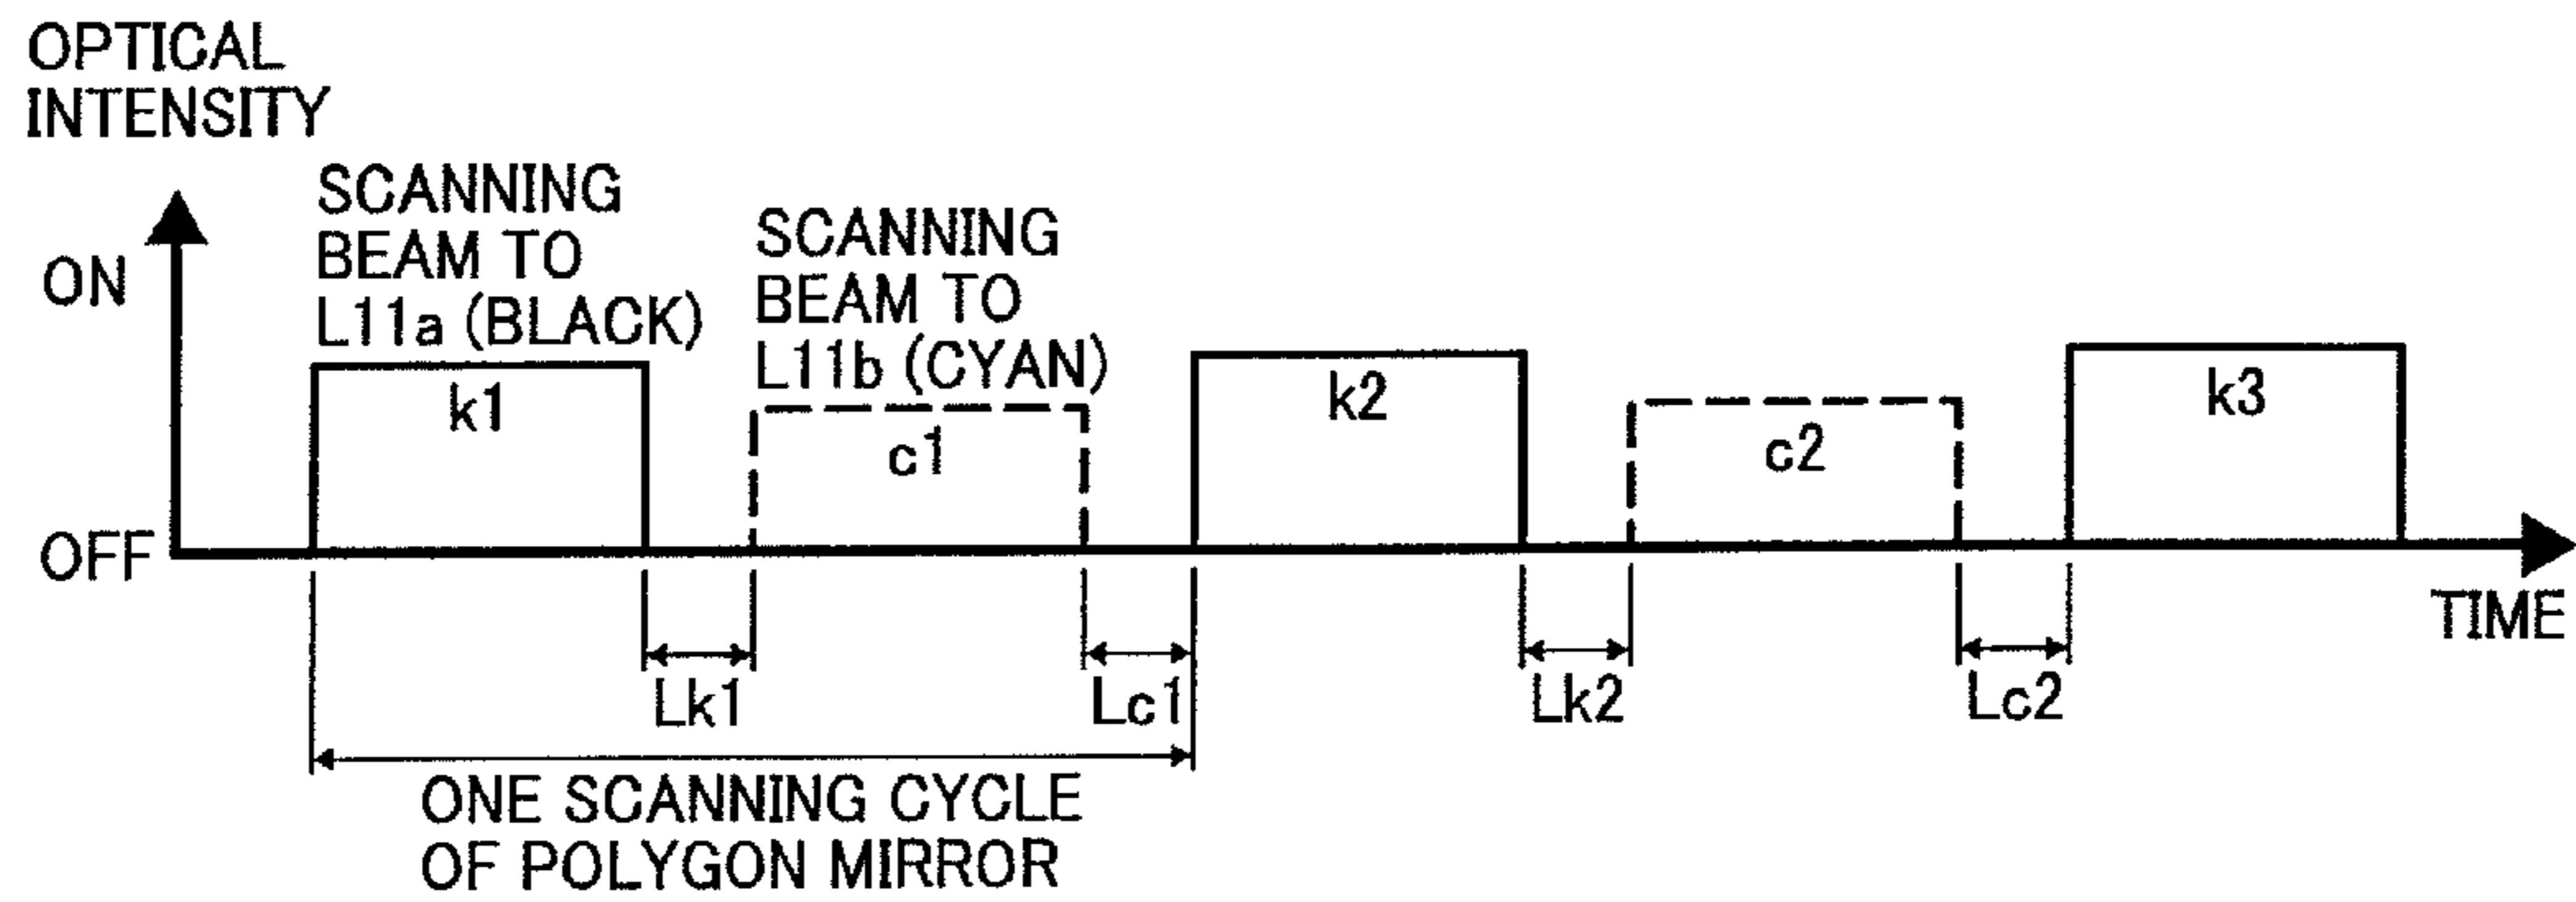 OPTICAL
INTENSITY
ON
OFF
SCANNING
BEAM TO
L11a (BLACK)
k1
SCANNING
BEAM TO
L11b (CYAN)
c1
k2
c2
k3
TIME
Lk1
Lc1
Lk2
Lc2
ONE SCANNING CYCLE
OF POLYGON MIRROR